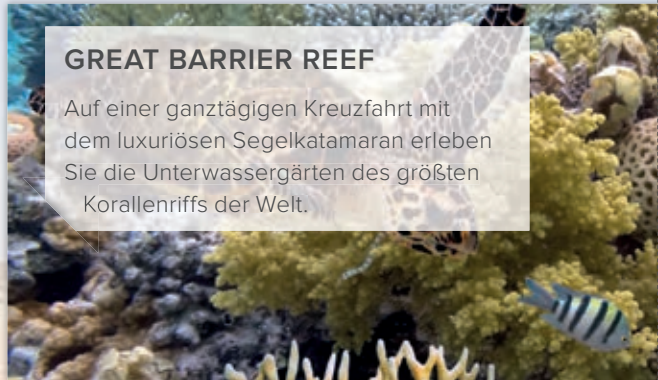 GREAT BARRIER REEF
Auf einer ganztägigen Kreuzfahrt mit
dem luxuriösen Segelkatamaran erleben
Sie die Unterwassergärten des größten
Korallenriffs der Welt.